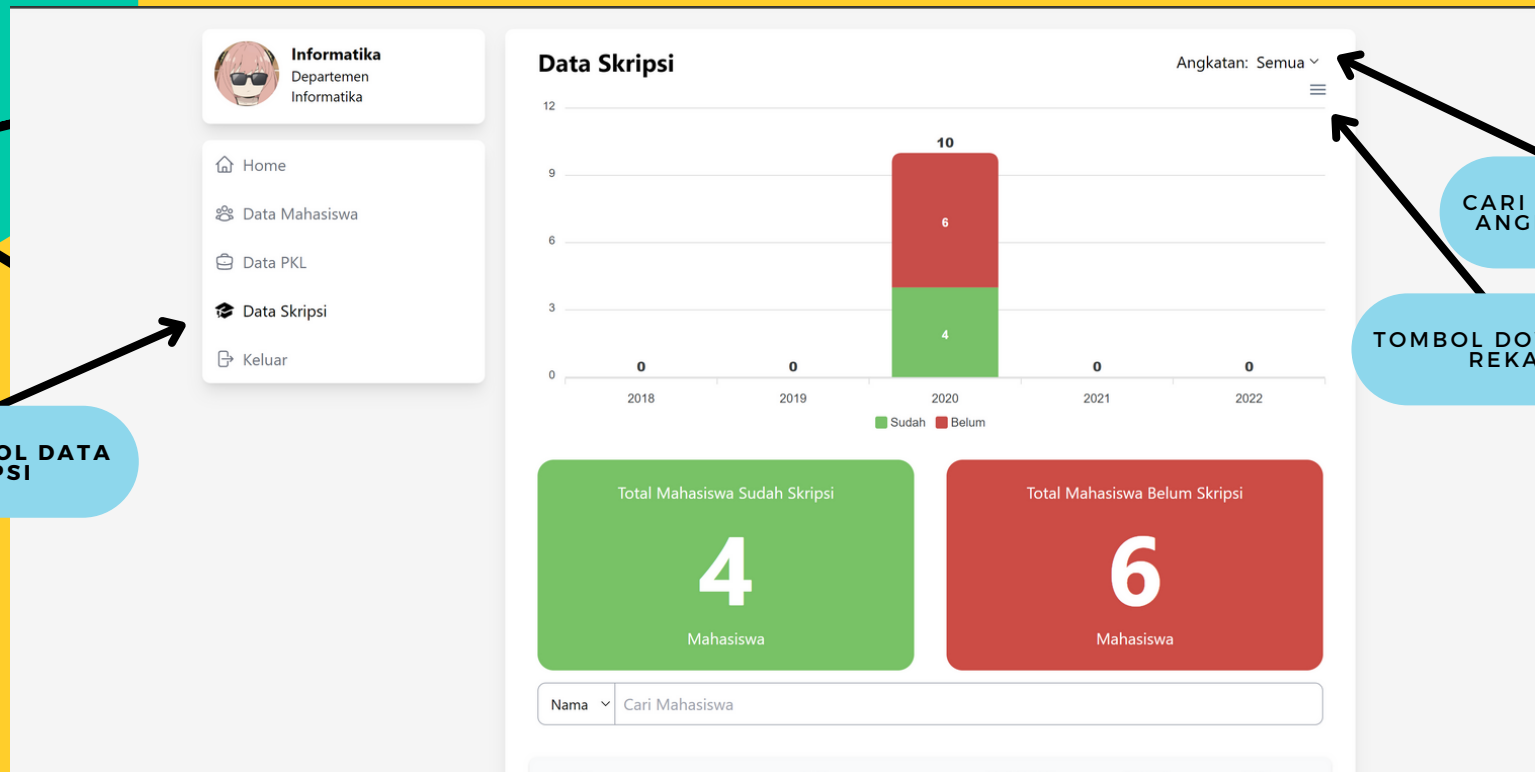 Informatika
Departemen
Informatika
Home
Data Mahasiswa
Data PKL
Data Skripsi
Keluar
OL DATA
PSI
Data Skripsi
Angkatan: Semua
12
9
6
3
0
0
0
10
6
4
0
0
2018
2019
2020
2021
2022
Sudah
Belum
Total Mahasiswa Sudah Skripsi
4
Mahasiswa
Total Mahasiswa Belum Skripsi
6
Mahasiswa
Nama
Cari Mahasiswa
CARI
ANG
TOMBOL DO
REKA